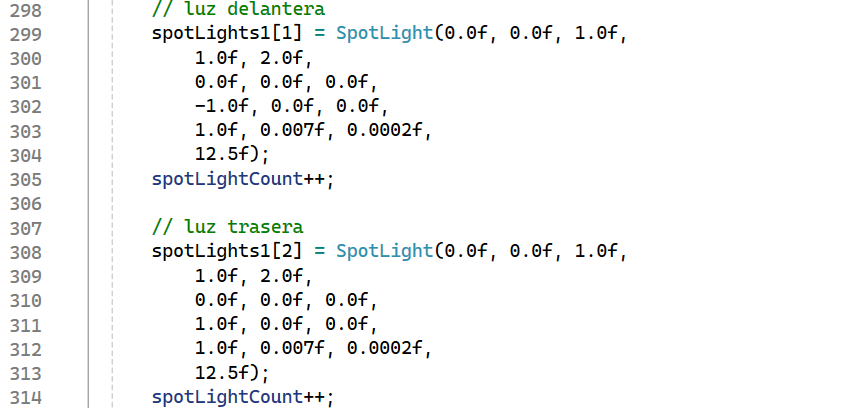 298 // luz delantera
299 spotLights1[1] = SpotLight(0.0f, 0.0f, 1.0f,
300 1.0f, 2.0f,
301 0.0f, 0.0f, 0.0f,
302 -1.0f, 0.0f, 0.0f,
303 1.0f, 0.007f, 0.0002f,
304 12.5f);
305 spotLightCount++;
306
307 // luz trasera
308 spotLights1[2] = SpotLight(0.0f, 0.0f, 1.0f,
309 1.0f, 2.0f,
310 0.0f, 0.0f, 0.0f,
311 1.0f, 0.0f, 0.0f,
312 1.0f, 0.007f, 0.0002f,
313 12.5f);
314 spotLightCount++;